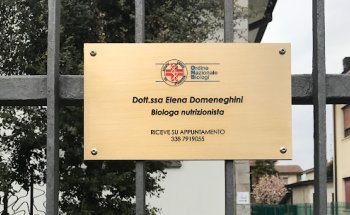 Ordine
Nazionale
Biologi
Dott.ssa Elena Domeneghini
Biologa nutrizionista
RICEVE SU APPUNTAMENTO
338 7919055